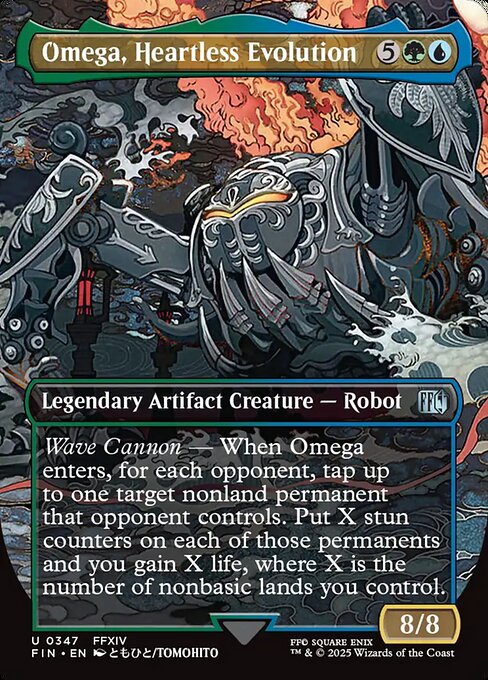 Omega, Heartless Evolution 5
Legendary Artifact Creature — Robot
Wave Cannon — When Omega
enters, for each opponent, tap up
to one target nonland permanent
that opponent controls. Put X stun
counters on each of those permanents
and you gain X life, where X is the
number of nonbasic lands you control.
8/8
U 0347 FFXIV
FIN • EN ともひと/TOMOHITO
FF© SQUARE ENIX
™ & © 2025 Wizards of the Coast